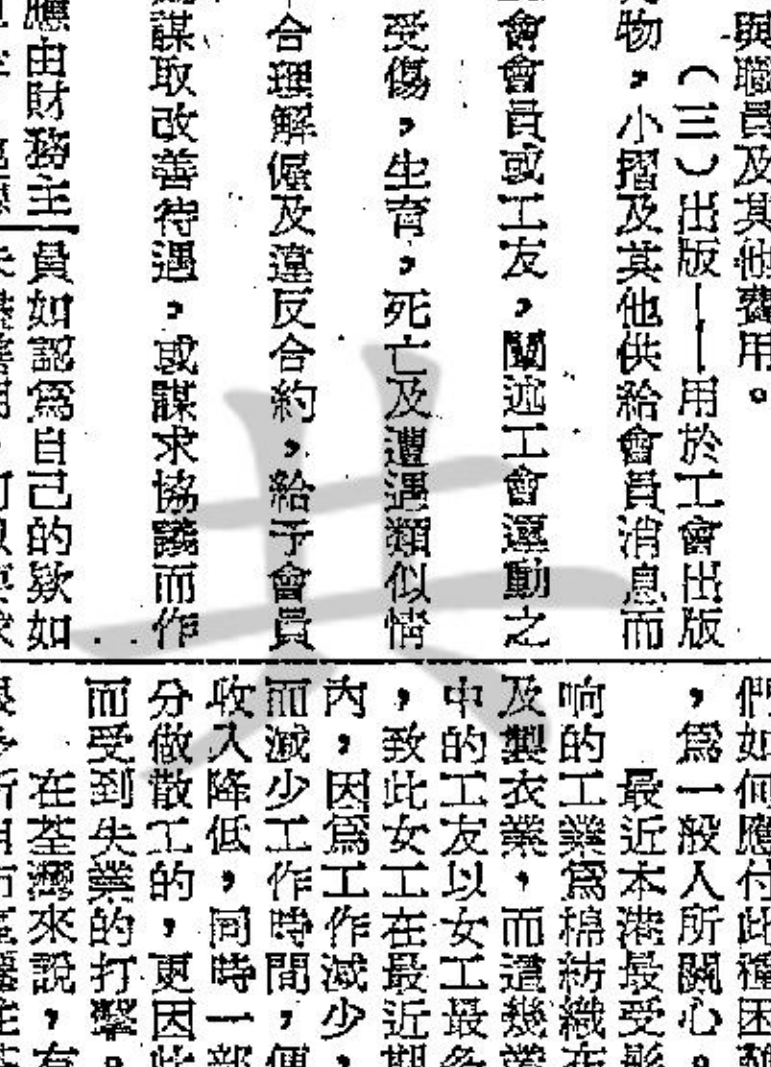 與職員及其他費用。
（三）出版——用於工會出版
物，小摺及其他供給會員消息而
會會員或工友，闡述工會運動之
受傷，生育，死亡及遭遇類似情
合理解僱及違反合約，給予會員
謀取改善待遇，或謀求協議而作
應由財務主
員如認為自己的欵如
們如何應付此種困
，爲一般人所關心。
最近本港最受影
响的工業爲棉紡織
及製衣業，而這幾業
中的工友以女工最多
，致此女工在最近期
內，因爲工作減少，
而減少工作時間，便
收入降低，同時一部
分做散工的，更因此
而受到失業的打擊。
在荃灣來說，有
共